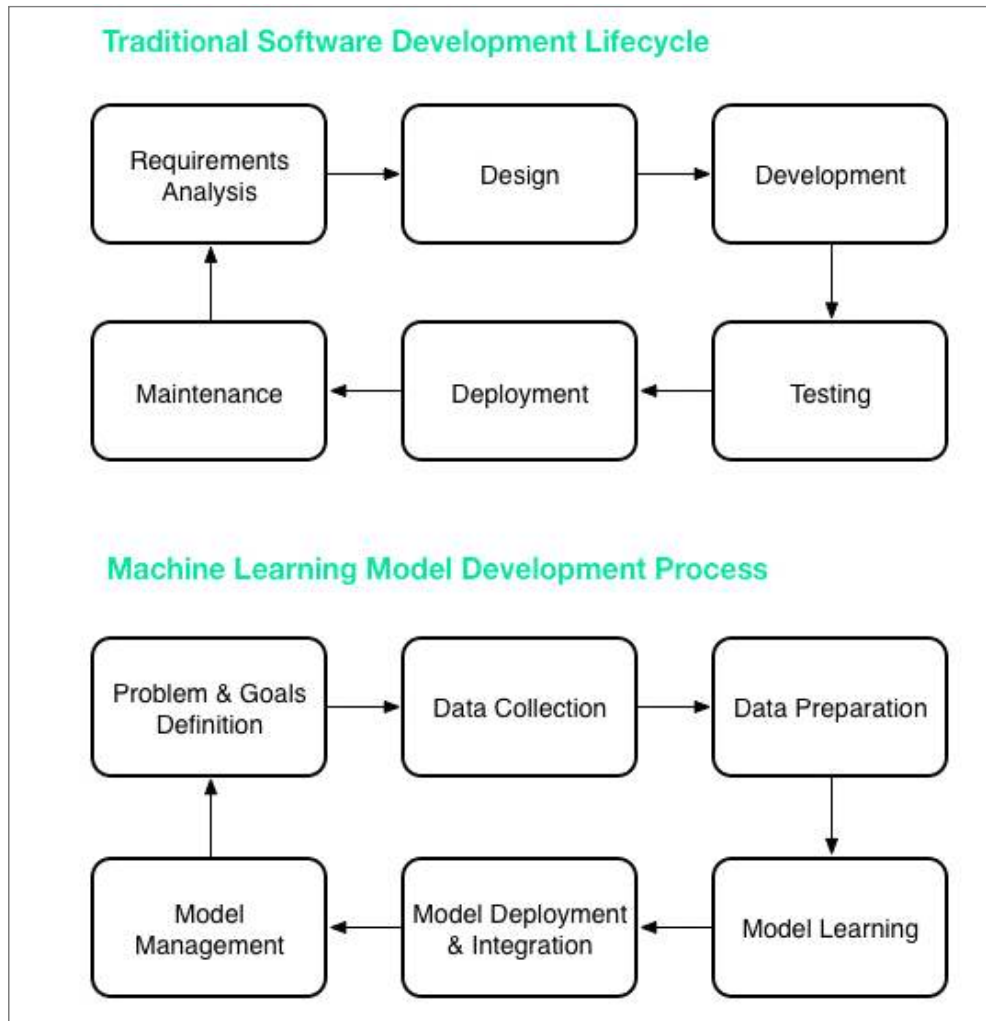 Traditional Software Development Lifecycle
Requirements
Analysis
Design
Development
Maintenance
Deployment
Testing
Machine Learning Model Development Process
Problem & Goals
Definition
Data Collection
Data Preparation
Model
Management
Model Deployment
& Integration
Model Learning